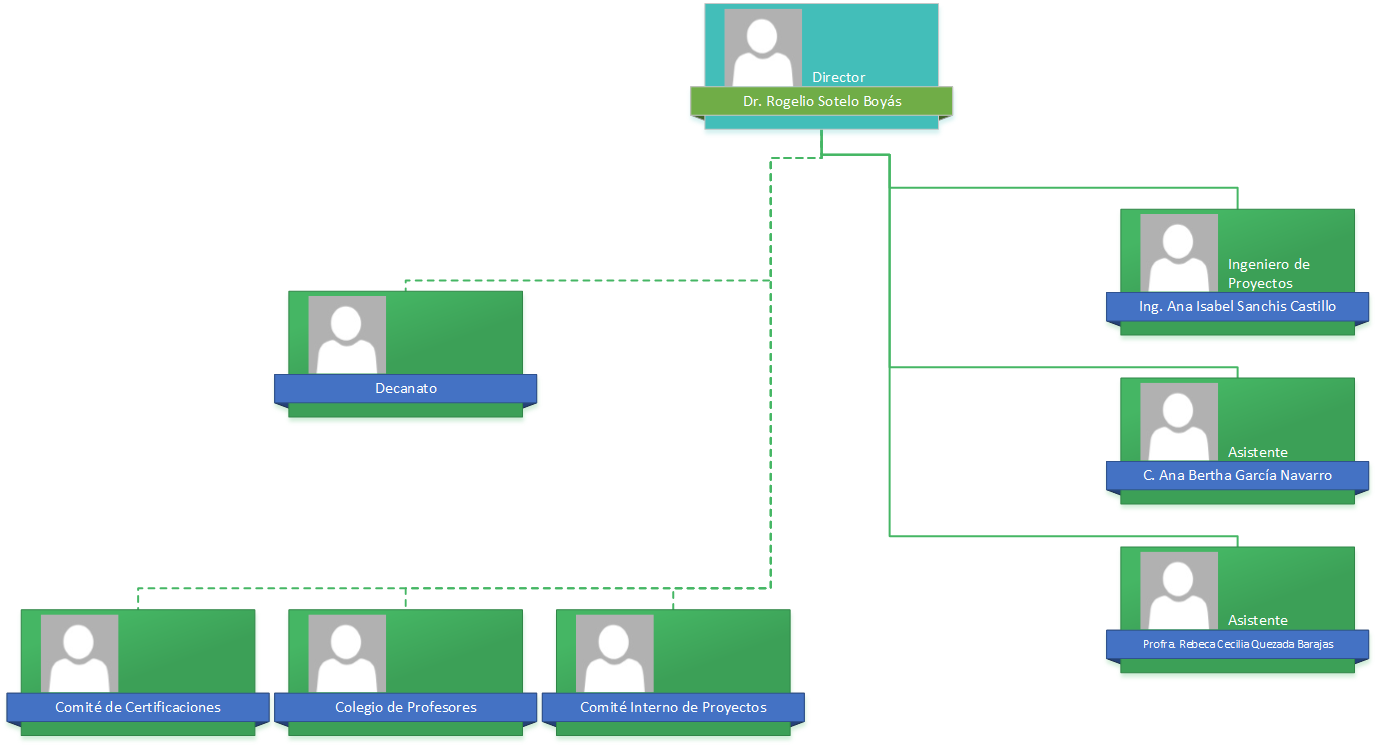 Director
Dr. Rogelio Sotelo Boyás
Ingeniero de
Proyectos
Ing. Ana Isabel Sanchis Castillo
Decanato
Asistente
C. Ana Bertha García Navarro
Asistente
Profra. Rebeca Cecilia Quezada Barajas
Comité de Certificaciones
Colegio de Profesores
Comité Interno de Proyectos